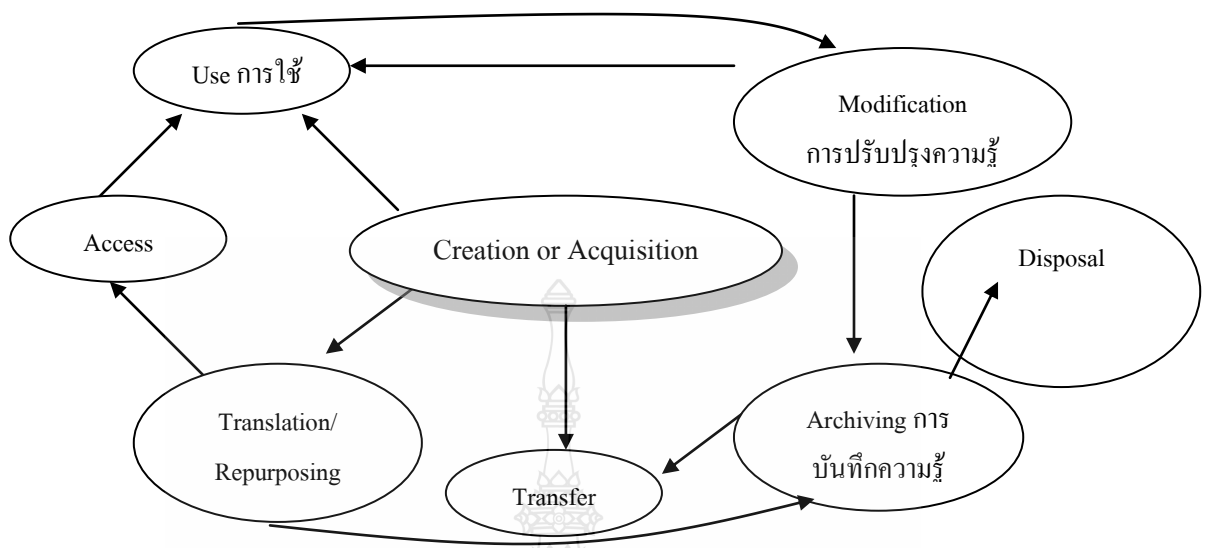 Use การใช้
Modification
การปรับปรุงความรู้
Access
Creation or Acquisition
Disposal
Translation/
Repurposing
Transfer
Archiving การ
บันทึกความรู้